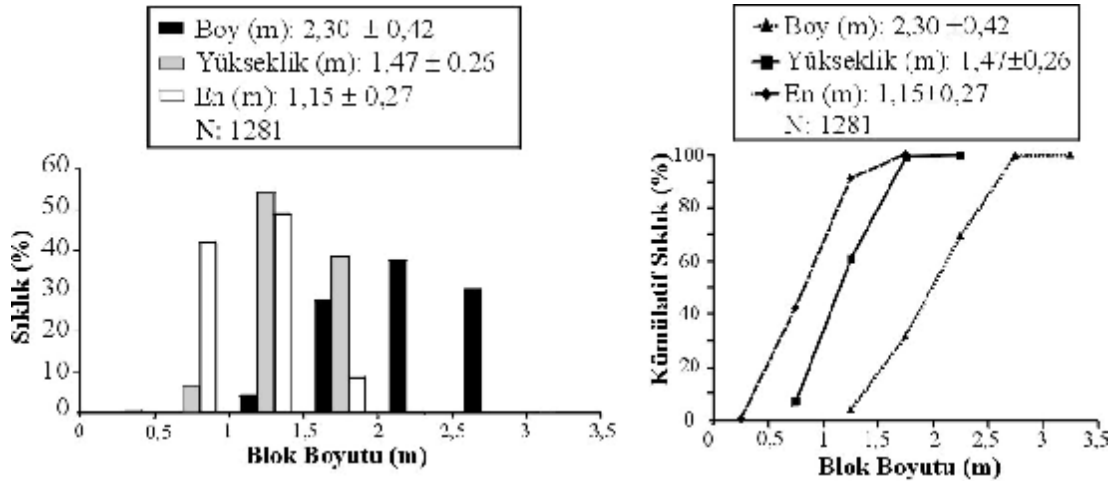 Boy (m): 2,30 ± 0,42
Yükseklik (m): 1,47 ± 0.26
En (m): 1,15 ± 0,27
N: 1281
Sıklık (%)
60
50
40
30
20
10
0
0 0,5 1 1,5 2 2,5 3 3,5
Blok Boyutu (m)
Boy (m): 2,30 ±0,42
Yükseklik (m): 1,47±0,26
En (m): 1,15±0,27
N: 1281
Kümülatif Sıklık (%)
100
80
60
40
20
0
0 0,5 1 1,5 2 2,5 3 3,5
Blok Boyutu (m)